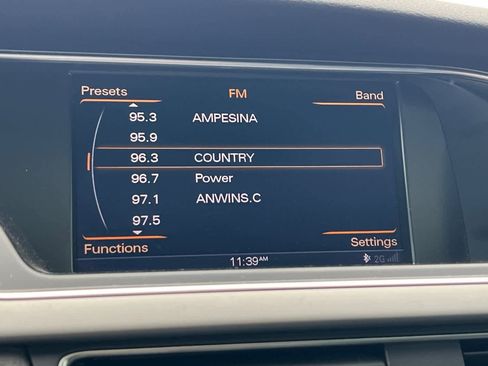 Presets FM Band
95.3 AMPESINA
95.9
96.3 COUNTRY
96.7 Power
97.1 ANWINS.C
97.5
Functions Settings
11:39AM 2G